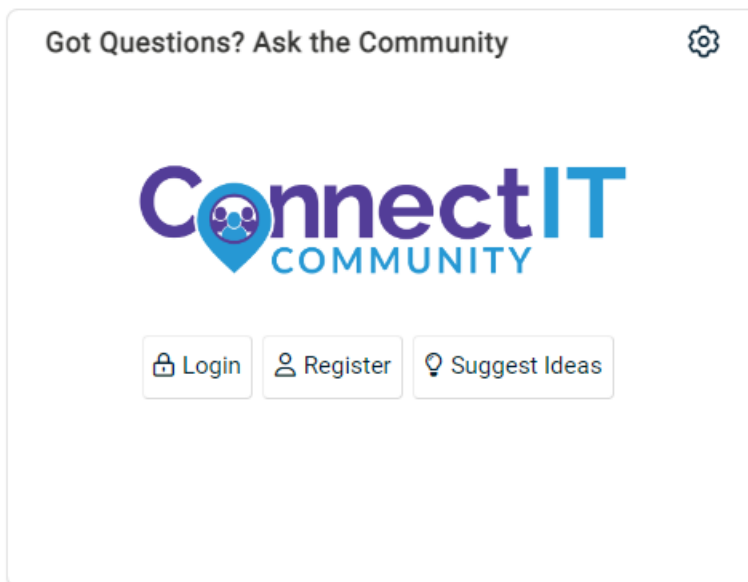 Got Questions? Ask the Community
ConnectIT
COMMUNITY
Login Register Suggest Ideas